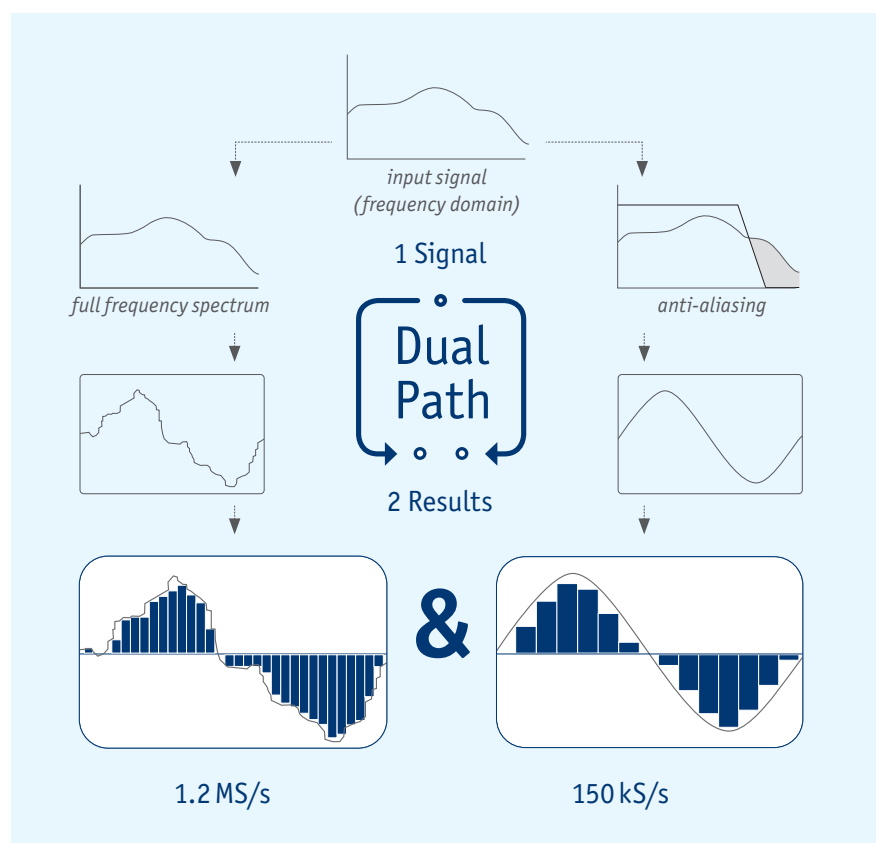 input signal
(frequency domain)
1 Signal
full frequency spectrum
anti-aliasing
Dual
Path
2 Results
&
1.2 MS/s
150 kS/s